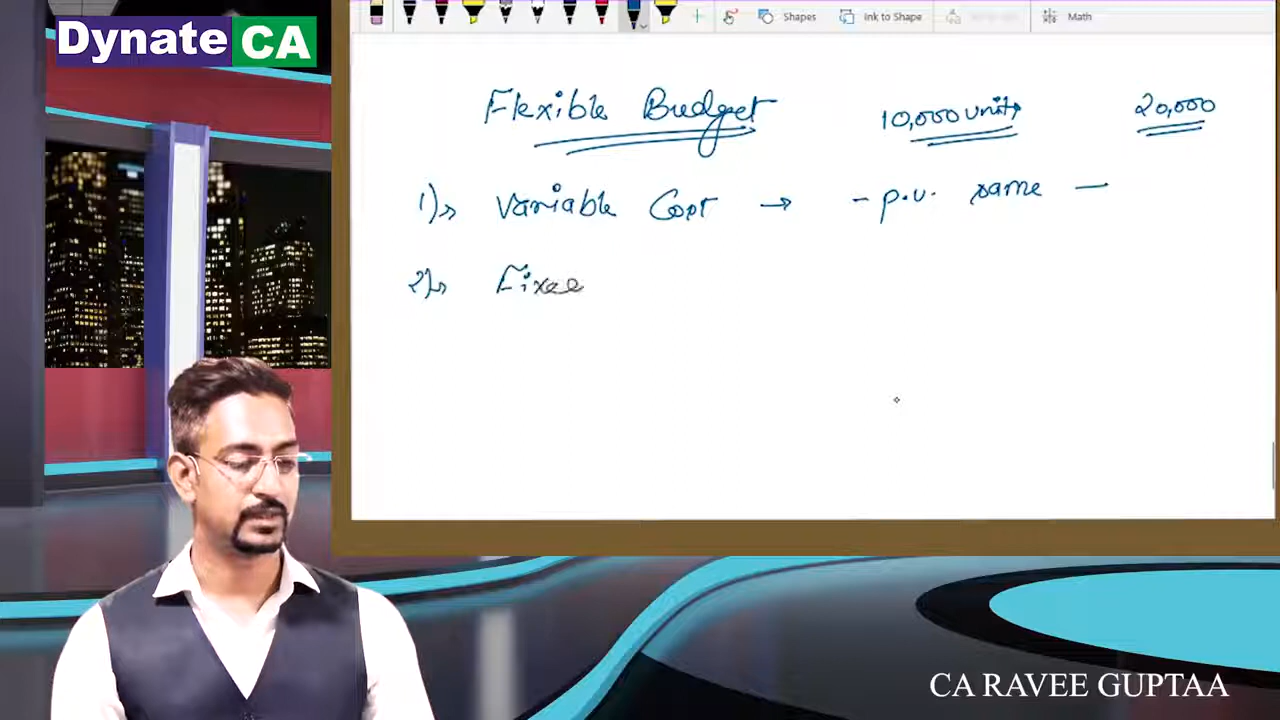 Dynate CA
Shapes Ink to Shape Math
Flexible Budget 10,000 units 20,000
1) Variable Cost → - p.u. same —
2) Fixed
CA RAVEE GUPTAA